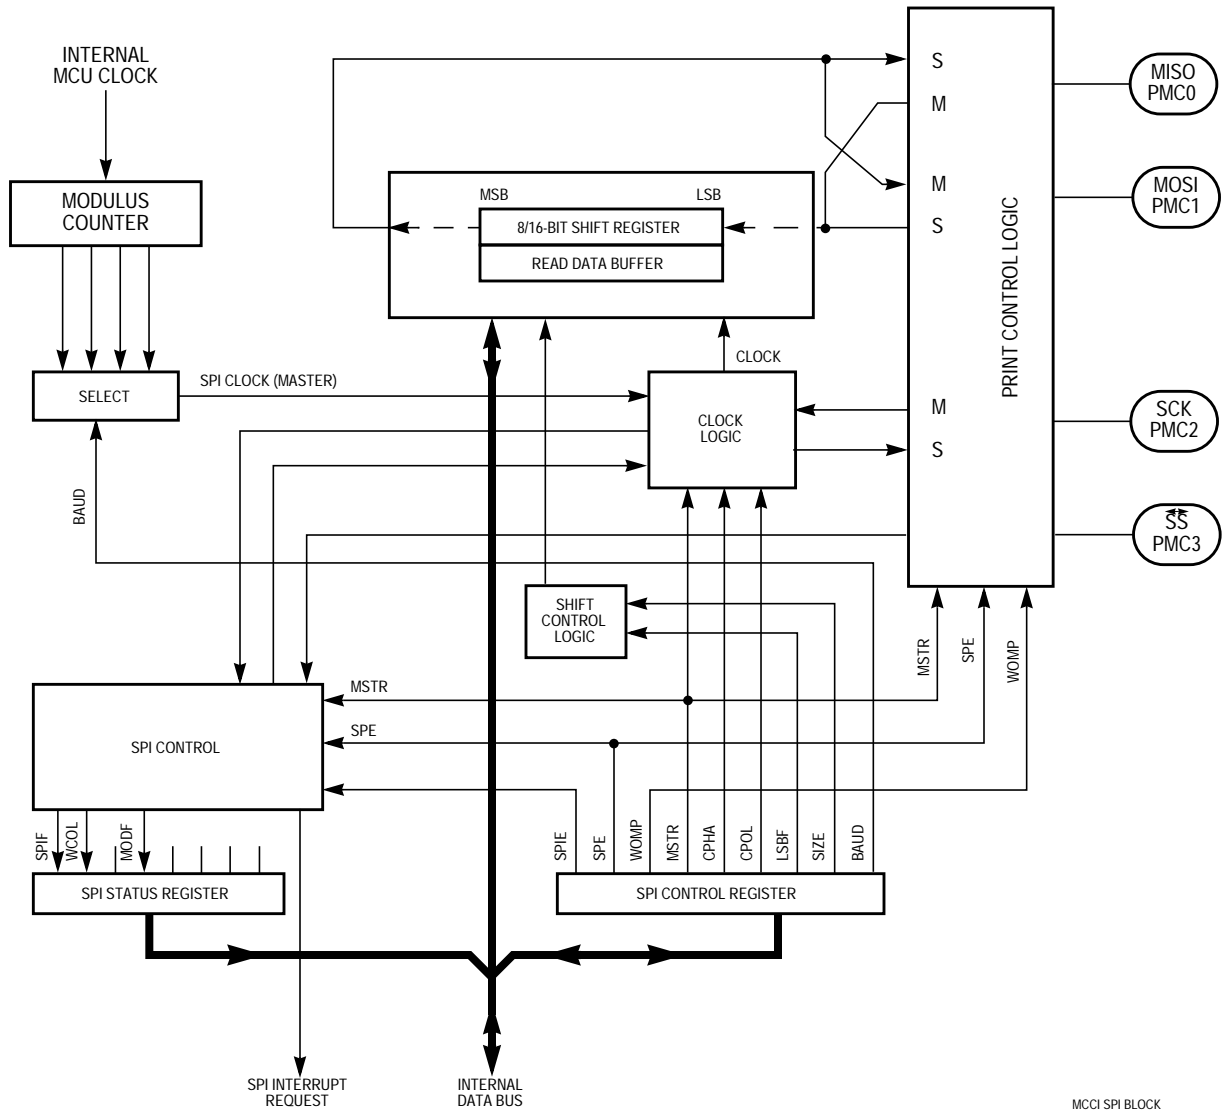 INTERNAL
MCU CLOCK
MODULUS
COUNTER
SELECT
SPI CLOCK (MASTER)
BAUD
MSB
LSB
8/16-BIT SHIFT REGISTER
READ DATA BUFFER
CLOCK
CLOCK
LOGIC
S
M
M
S
M
S
PRINT CONTROL LOGIC
MISO
PMC0
MOSI
PMC1
SCK
PMC2
SS
PMC3
SHIFT
CONTROL
LOGIC
MSTR
SPE
WOMP
MSTR
SPE
SPI CONTROL
SPIF
WCOL
MODF
SPI STATUS REGISTER
SPIE
SPE
WOMP
MSTR
CPHA
CPOL
LSBF
SIZE
BAUD
SPI CONTROL REGISTER
SPI INTERRUPT
REQUEST
INTERNAL
DATA BUS
MCCI SPI BLOCK